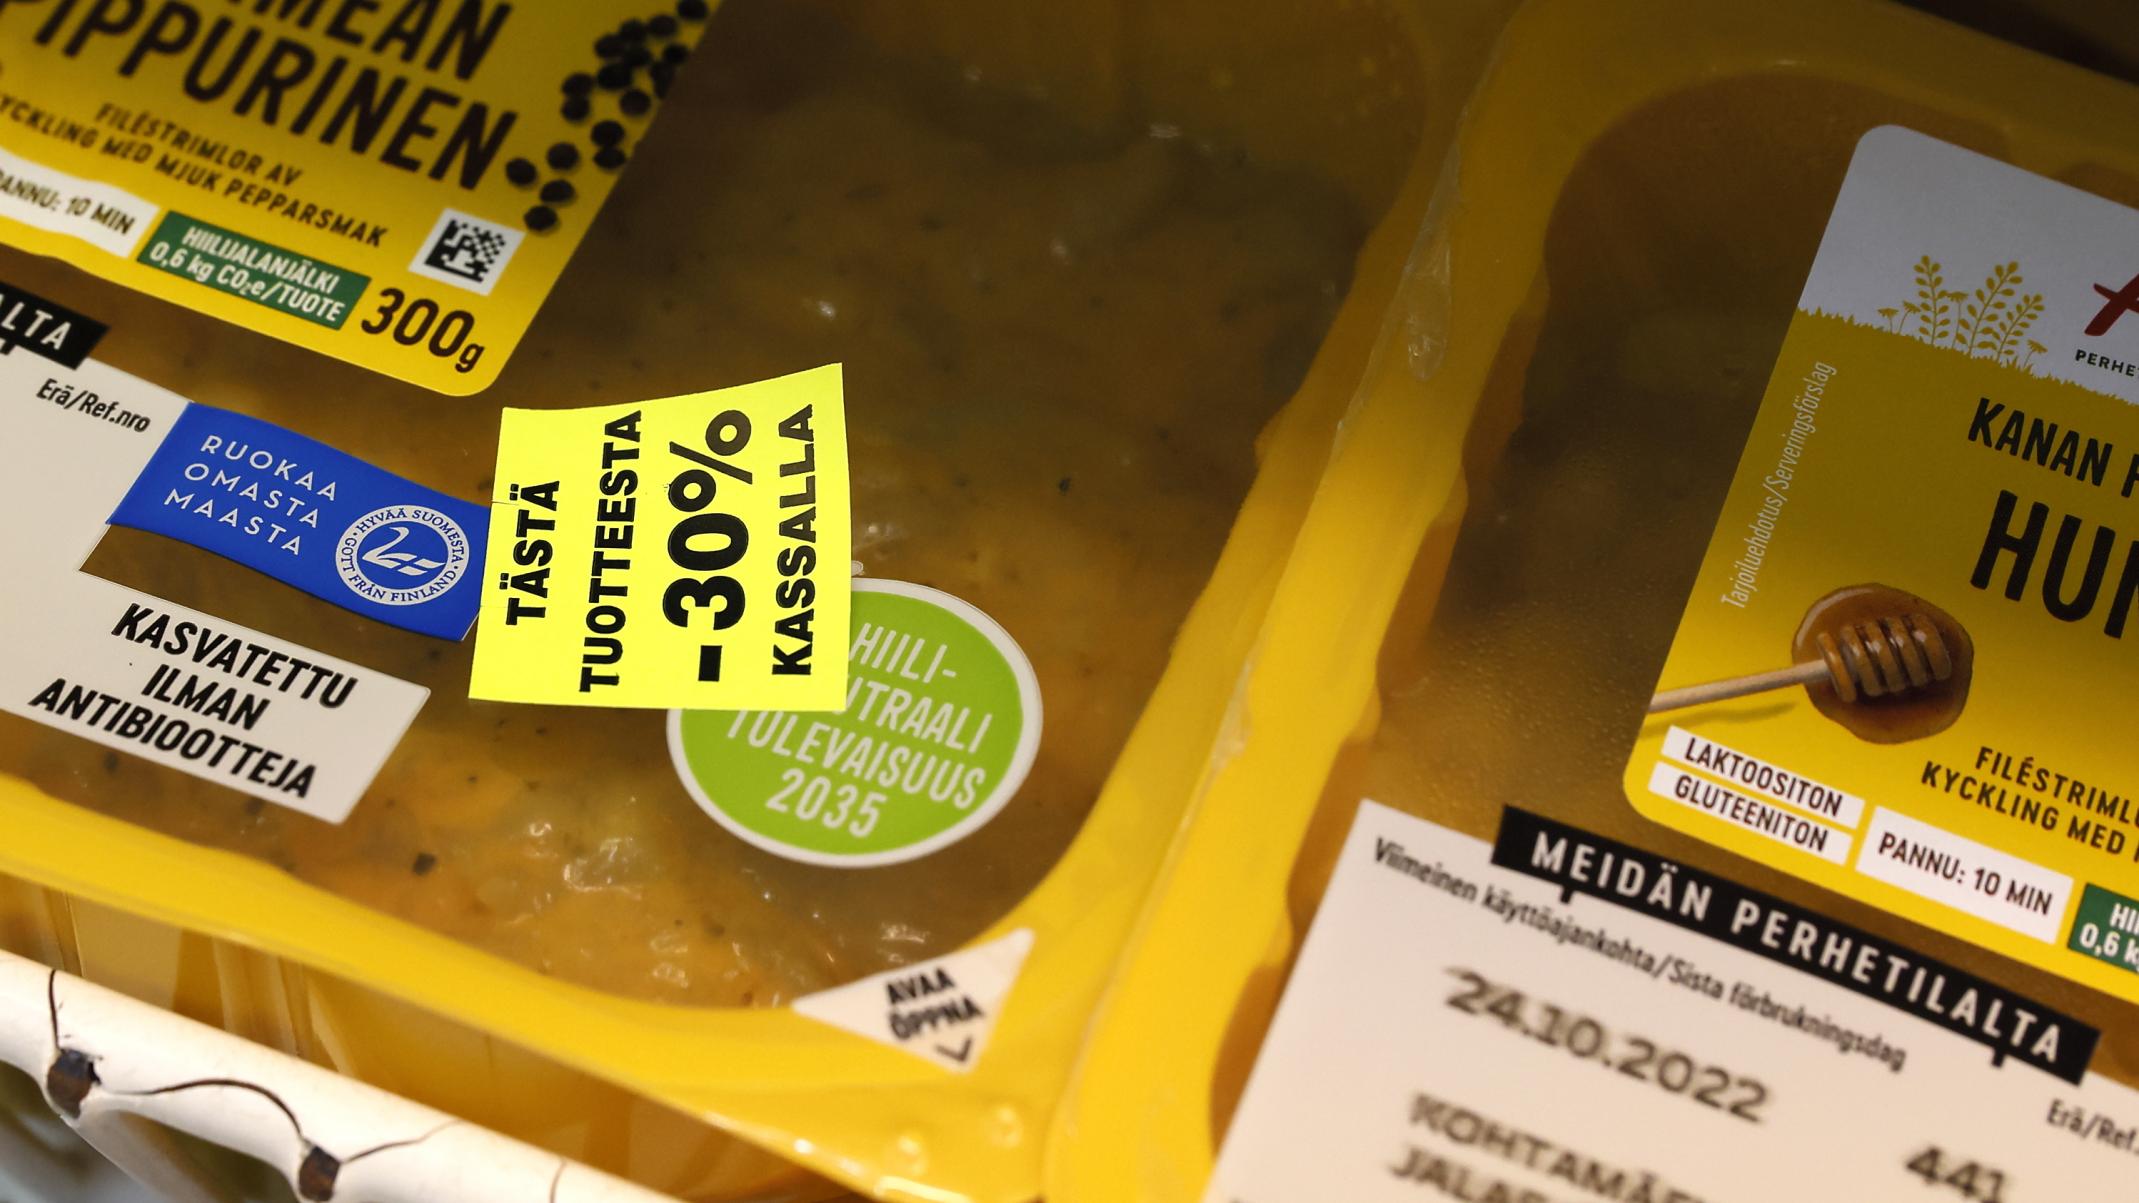 PIPPURINEN
FILÉSTRIMLOR AV
KYCKLING MED MJUK PEPPARSMAK
PANNU: 10 MIN
HIILIJALANJÄLKI
0,6 kg CO₂e/TUOTE
300g
Erä/Ref.nro
RUOKAA
OMASTA
MAASTA
HYVÄÄ SUOMESTA
GOTT FRÅN FINLAND
KASVATETTU
ILMAN
ANTIBIOOTTEJA
TÄSTÄ
TUOTTEESTA
-30%
KASSALLA
HIILI-
TULEVAISUUS
2035
AVAA
ÖPPNA
KANAN
Tarjoiluehdotus/Serveringsförslag
LAKTOOSITON
GLUTEENITON
PANNU: 10 MIN
KYCKLING MED
0,6
MEIDÄN PERHETILALTA
Viimeinen käyttöajankohta/Sista förbrukningsdag
24.10.2022
Erä/Ref.
441